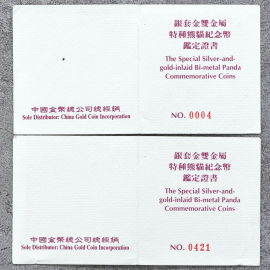 銀套金雙金屬
特種熊貓紀念幣
鑑定證書
The Special Silver-and-
gold-inlaid Bi-metal Panda
Commemorative Coins
中國金幣總公司總經銷
Sole Distributor: China Gold Coin Incorporation
NO. 0004
銀套金雙金屬
特種熊貓紀念幣
鑑定證書
The Special Silver-and-
gold-inlaid Bi-metal Panda
Commemorative Coins
中國金幣總公司總經銷
Sole Distributor: China Gold Coin Incorporation
NO. 0421